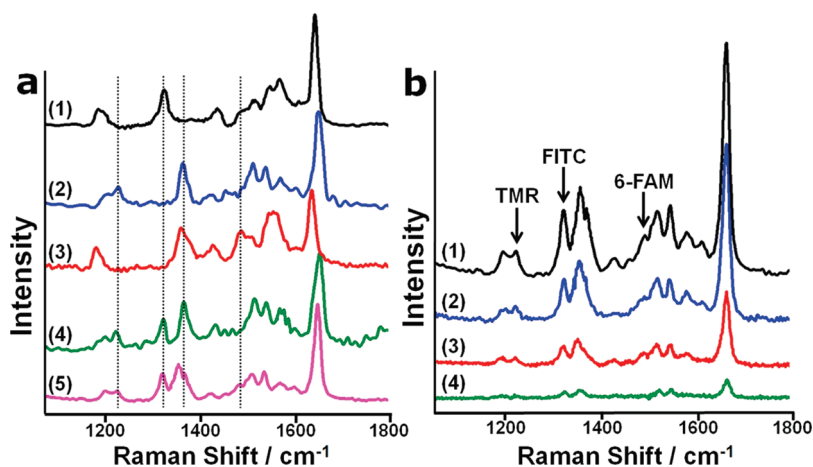 a
(1)
(2)
(3)
(4)
(5)
Intensity
1200
1400
1600
1800
Raman Shift / cm-1
b
FITC
TMR
6-FAM
(1)
(2)
(3)
(4)
Intensity
1200
1400
1600
1800
Raman Shift / cm-1